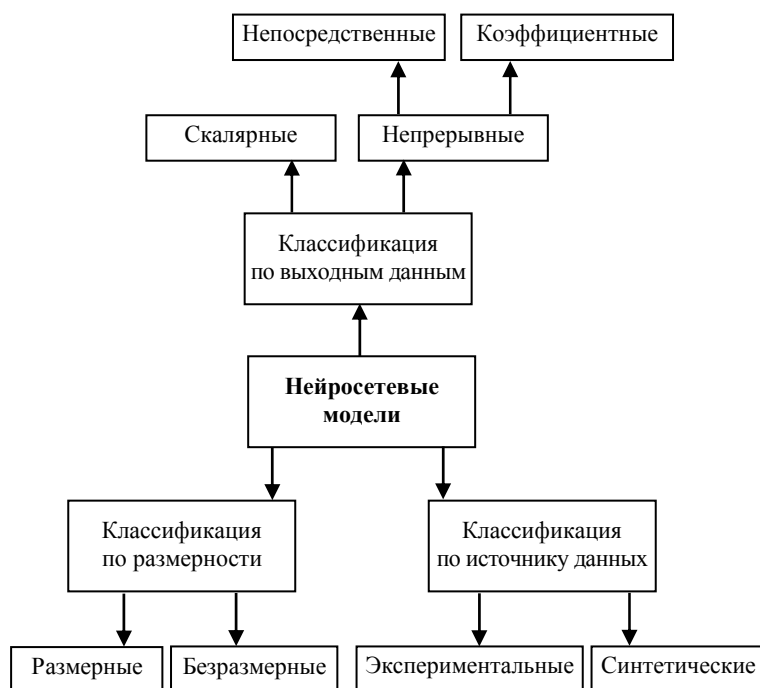 Непосредственные
Коэффициентные
Скалярные
Непрерывные
Классификация
по выходным данным
Нейросетевые
модели
Классификация
по размерности
Классификация
по источнику данных
Размерные
Безразмерные
Экспериментальные
Синтетические